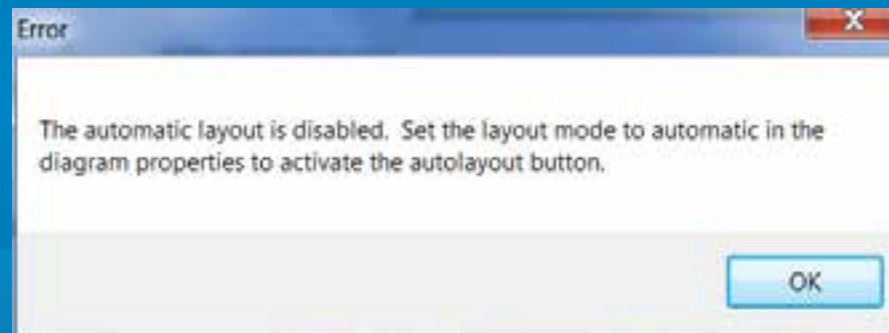 Error
X
The automatic layout is disabled.  Set the layout mode to automatic in the
diagram properties to activate the autolayout button.
OK